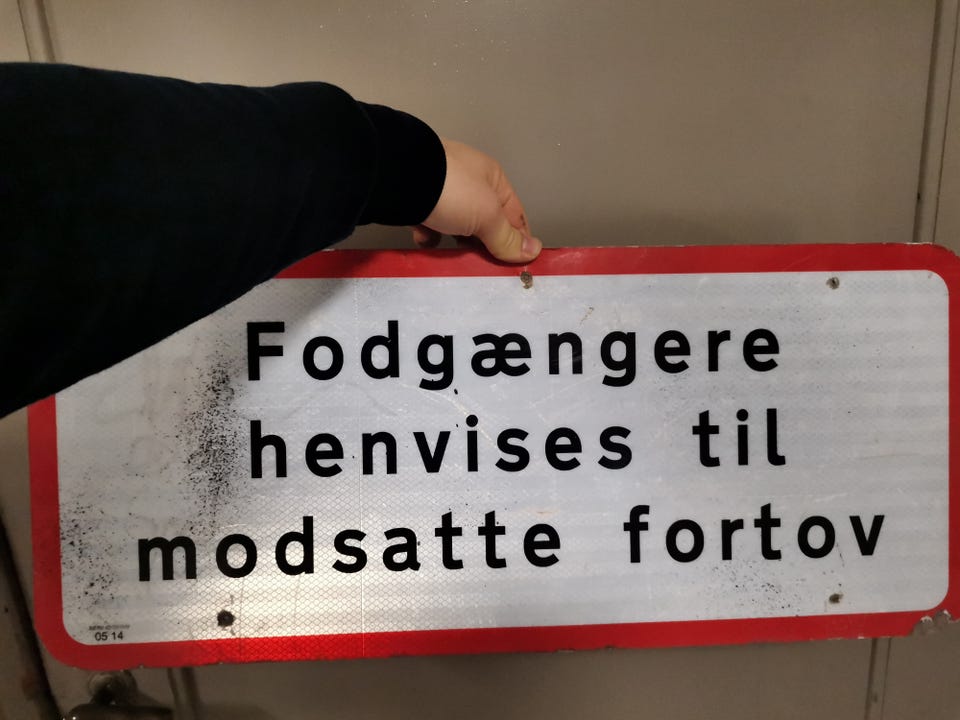 Fodgængere
henvises til
modsatte fortov
05 14